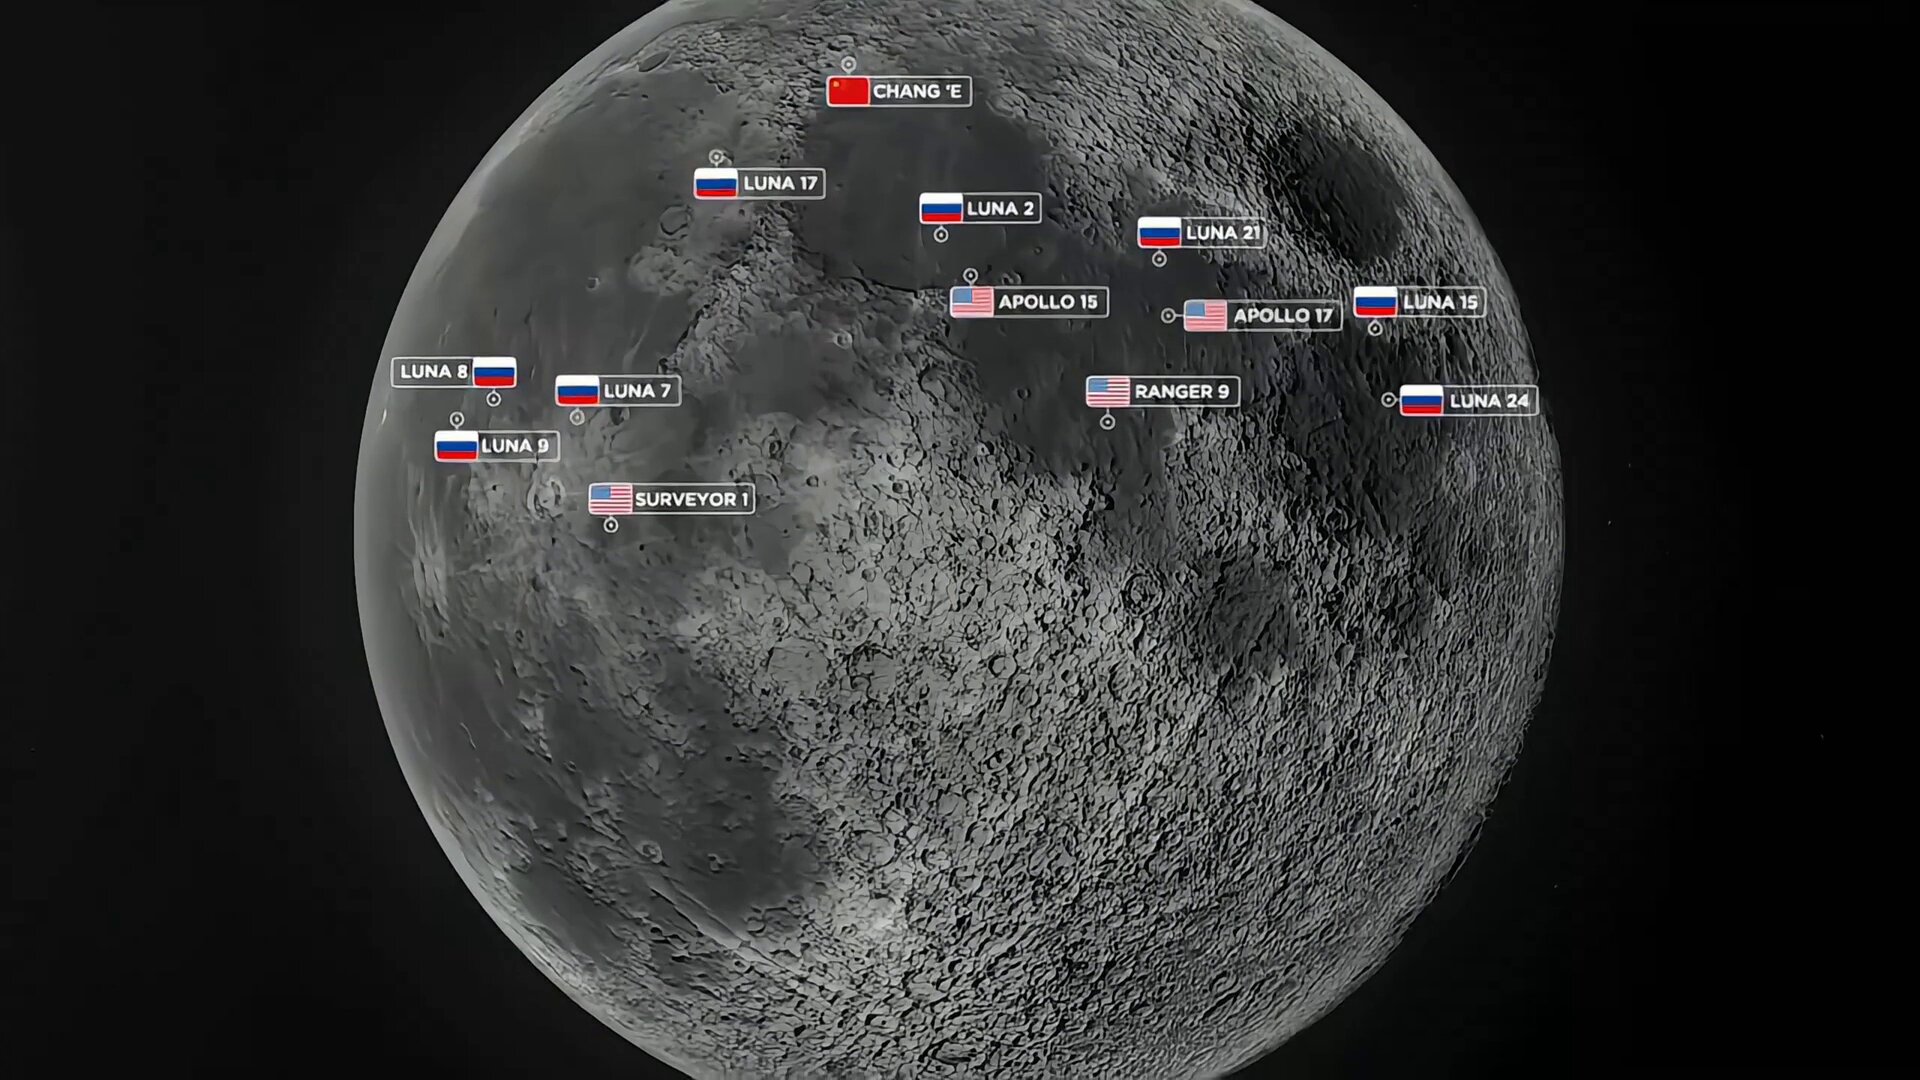 CHANG 'E
LUNA 17
LUNA 2
LUNA 21
APOLLO 15
APOLLO 17
LUNA 15
LUNA 8
LUNA 7
RANGER 9
LUNA 24
LUNA 9
SURVEYOR 1